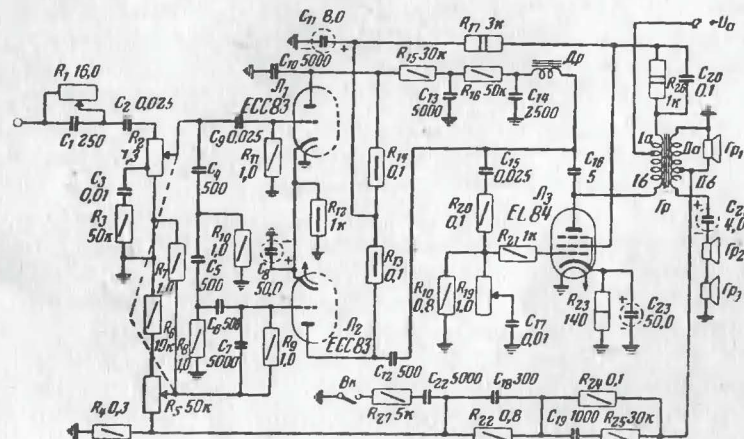 C₁₁ 8,0
R₁₇ 3к
+Uа
C₁₀ 5000
R₁₅ 30к
Др
R₁ 16,0
Л₁
ECC83
C₂ 0,025
C₁ 250
R₂
1,3
C₉ 0,025
C₁₃
5000
R₁₆ 50к
C₁₄
2500
R₂₆
1к
C₂₀
0,1
C₃
0,01
R₃
50к
C₄
500
R₁₁
1,0
R₁₄
0,1
C₁₅
0,025
C₁₆
5
Iа
IIа
Гр₁
Iб
IIб
Тр
R₁₂
1к
R₂₀
0,1
Л₃
EL84
C₂₁
4,0
R₇
1,0
R₁₀
1,0
C₅
500
C₈
50,0
R₁₃
0,1
R₂₁ 1к
Гр₂
Гр₃
R₆
10к
C₆ 500
Л₂
ECC83
R₁₈
0,8
R₁₉
1,0
R₂₃
140
C₂₃
50,0
R₈
1,0
C₇
5000
R₉
1,0
C₁₇
0,01
C₁₂ 500
R₅ 50к
R₄ 0,3
Вк
C₂₂ 5000
C₁₈ 300
R₂₄ 0,1
R₂₇ 5к
R₂₂ 0,8
C₁₉ 1000
R₂₅ 30к